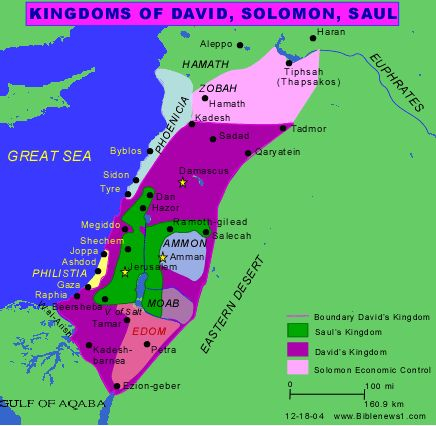 KINGDOMS OF DAVID, SOLOMON, SAUL
Haran
Aleppo
HAMATH
Tiphsah
(Thapsakos)
EUPHRATES
ZOBAH
Hamath
PHOENICIA
Kadesh
Tadmor
Sadad
Byblos
Qaryatein
GREAT SEA
Damascus
Sidon
Tyre
Dan
Hazor
Megiddo
Ramoth-gilead
Salecah
Shechem
AMMON
Joppa
Amman
Ashdod
Jerusalem
PHILISTIA
Gaza
Raphia
MOAB
Beersheba
V. of Salt
EASTERN DESERT
Tamar
EDOM
Kadesh-
barnea
Petra
Ezion-geber
GULF OF AQABA
Boundary David's Kingdom
Saul's Kingdom
David's Kingdom
Solomon Economic Control
0 100 mi
160.9 km
12-18-04 www.Biblenews1.com